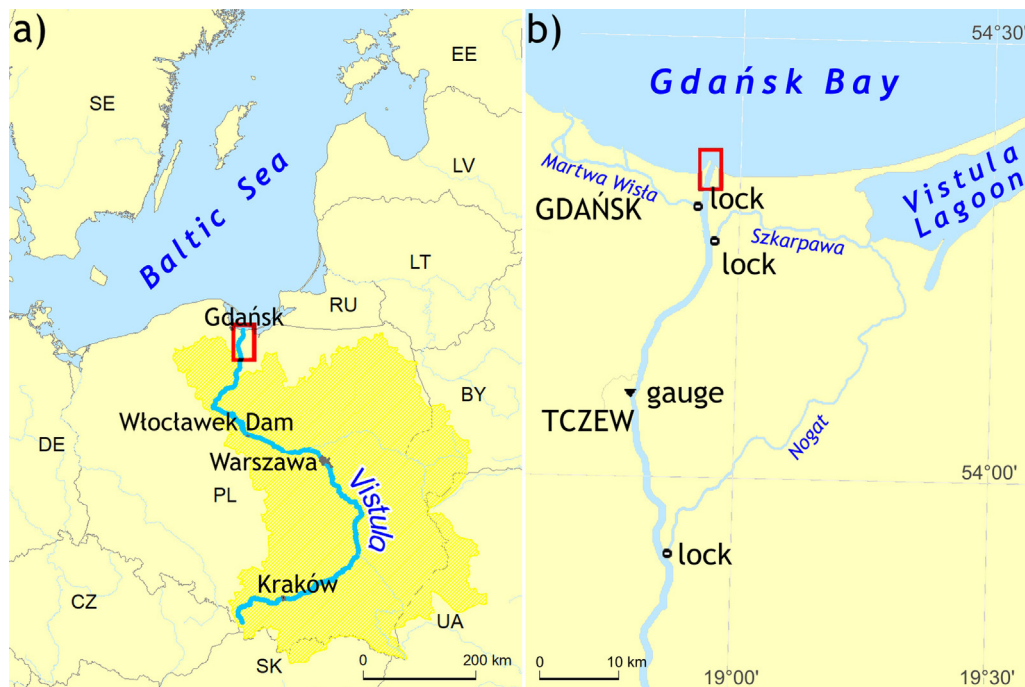 a)
EE
SE
LV
Baltic Sea
LT
RU
Gdańsk
BY
Włocławek Dam
DE
Warszawa
PL
Vistula
Kraków
CZ
UA
SK
0
200 km
b)
54°30'
Gdańsk Bay
Martwa Wisła
Vistula
Lagoon
lock
GDAŃSK
Szkarpawa
lock
gauge
TCZEW
Nogat
54°00'
lock
0
10 km
19°00'
19°30'